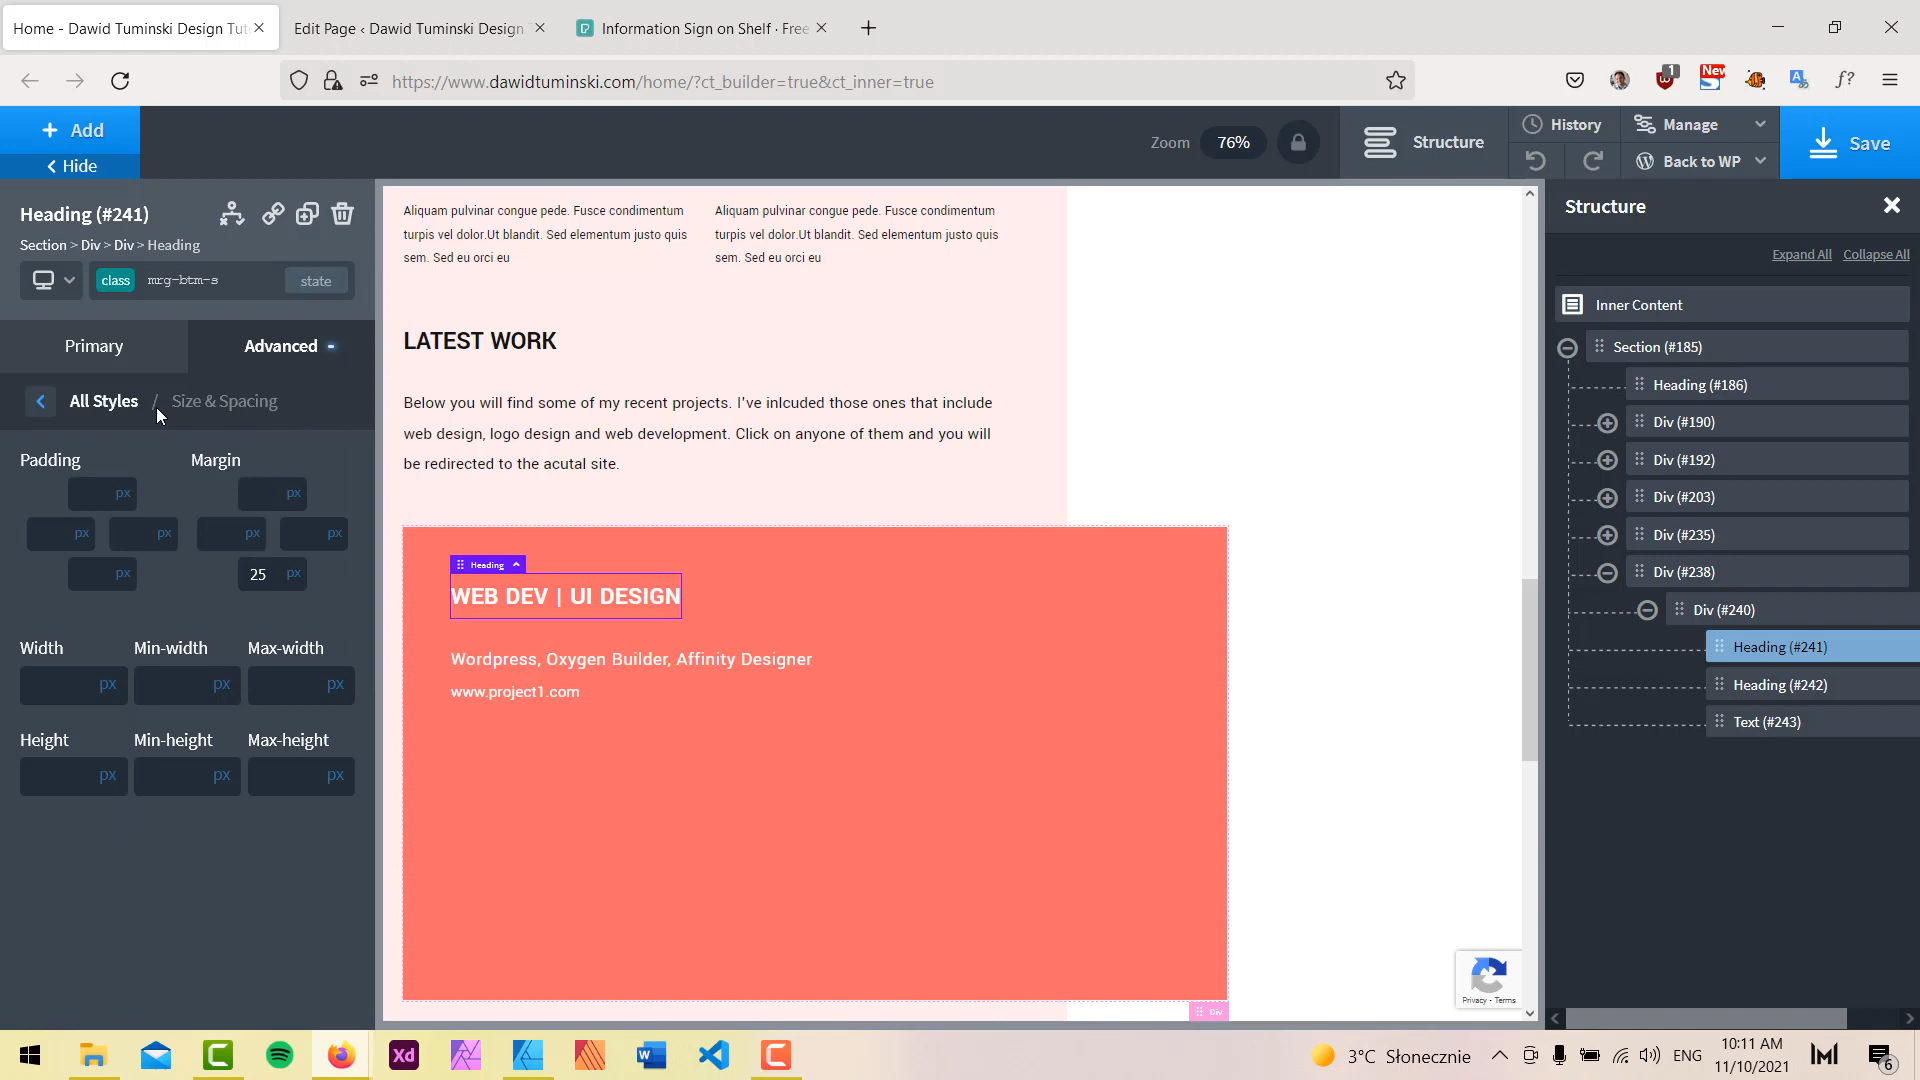 Home - Dawid Tuminski Design Tut
Edit Page ‹ Dawid Tuminski Design
Information Sign on Shelf · Free
https://www.dawidtuminski.com/home/?ct_builder=true&ct_inner=true
1
New
f?
Add
Hide
Zoom
76%
Structure
History
Manage
Back to WP
Save
Heading (#241)
Section > Div > Div > Heading
class
mrg-btm-s
state
Primary
Advanced
All Styles / Size & Spacing
Padding
Margin
px
px
px
px
px
px
px
25 px
Width
Min-width
Max-width
px
px
px
Height
Min-height
Max-height
px
px
px
Aliquam pulvinar congue pede. Fusce condimentum
turpis vel dolor.Ut blandit. Sed elementum justo quis
sem. Sed eu orci eu
Aliquam pulvinar congue pede. Fusce condimentum
turpis vel dolor.Ut blandit. Sed elementum justo quis
sem. Sed eu orci eu
LATEST WORK
Below you will find some of my recent projects. I've inlcuded those ones that include
web design, logo design and web development. Click on anyone of them and you will
be redirected to the acutal site.
Heading
WEB DEV | UI DESIGN
Wordpress, Oxygen Builder, Affinity Designer
www.project1.com
Div
Privacy - Terms
Structure
Expand All
Collapse All
Inner Content
Section (#185)
Heading (#186)
Div (#190)
Div (#192)
Div (#203)
Div (#235)
Div (#238)
Div (#240)
Heading (#241)
Heading (#242)
Text (#243)
Xd
3°C Słonecznie
ENG
10:11 AM
11/10/2021
6